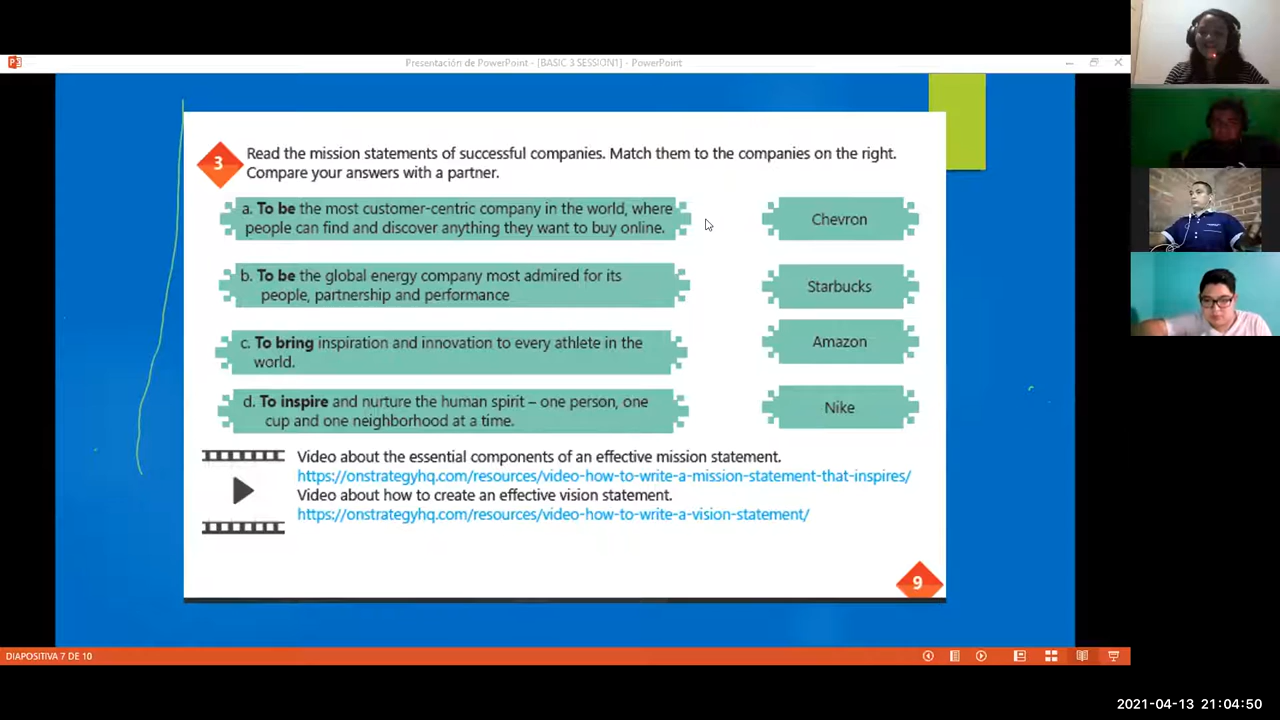 Presentación de PowerPoint - [BASIC 3 SESSION1] - PowerPoint
3
Read the mission statements of successful companies. Match them to the companies on the right.
Compare your answers with a partner.
a. To be the most customer-centric company in the world, where
people can find and discover anything they want to buy online.
Chevron
b. To be the global energy company most admired for its
people, partnership and performance
Starbucks
c. To bring inspiration and innovation to every athlete in the
world.
Amazon
d. To inspire and nurture the human spirit – one person, one
cup and one neighborhood at a time.
Nike
Video about the essential components of an effective mission statement.
https://onstrategyhq.com/resources/video-how-to-write-a-mission-statement-that-inspires/
Video about how to create an effective vision statement.
https://onstrategyhq.com/resources/video-how-to-write-a-vision-statement/
9
DIAPOSITIVA 7 DE 10
2021-04-13 21:04:50